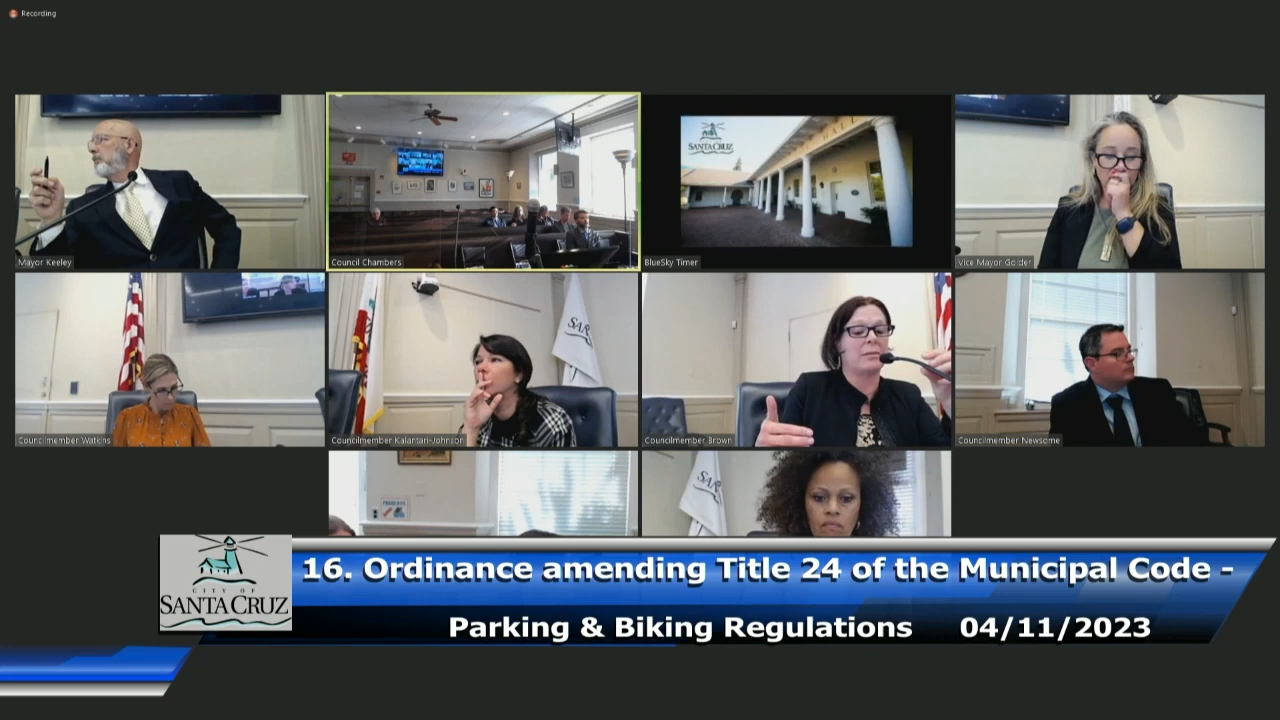 Recording
Mayor Keeley
Council Chambers
SANTA CRUZ
HALL
BlueSky Timer
Vice Mayor Golder
Councilmember Watkins
Councilmember Kalantari-Johnson
Councilmember Brown
Councilmember Newsome
CITY OF
SANTA CRUZ
16. Ordinance amending Title 24 of the Municipal Code -
Parking & Biking Regulations 04/11/2023